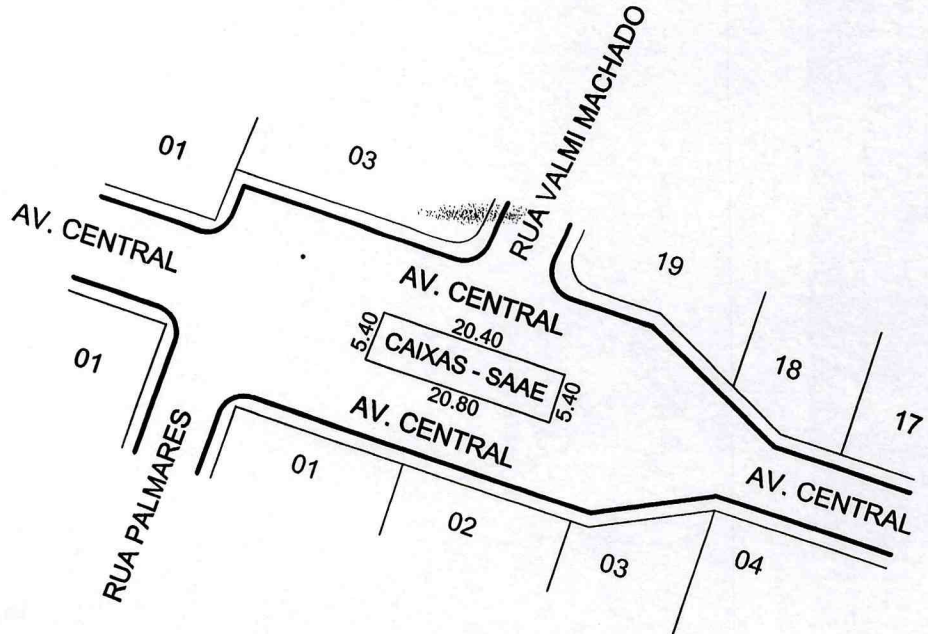 RUA VALMI MACHADO
01
03
AV. CENTRAL
19
AV. CENTRAL
20.40
5.40
CAIXAS - SAAE
5.40
20.80
01
18
17
AV. CENTRAL
RUA PALMARES
01
02
AV. CENTRAL
03
04